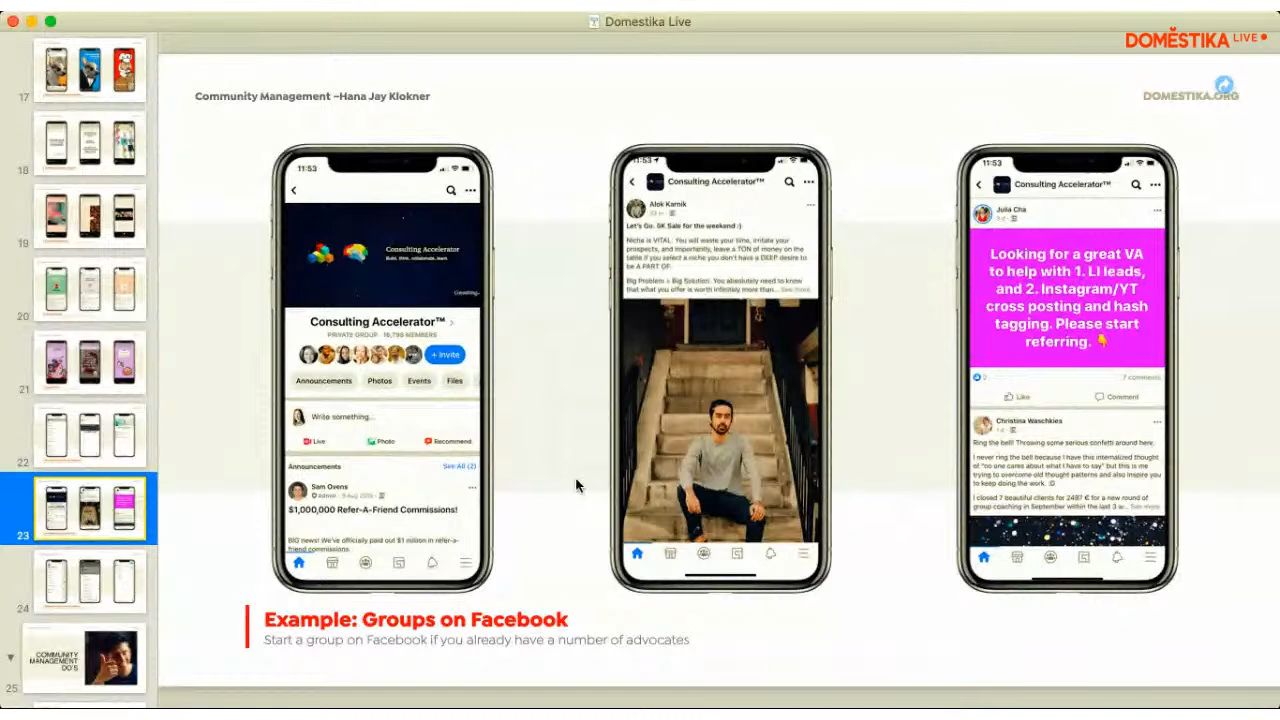 Domestika Live
DOMESTIKA LIVE
Community Management –Hana Jay Klokner
DOMESTIKA.ORG
17
18
19
20
21
22
23
24
COMMUNITY
MANAGEMENT
DO'S
25
11:53
Consulting Accelerator
Build, think, collaborate, learn.
Consulting Accelerator™
PRIVATE GROUP · 16,796 MEMBERS
+ Invite
Announcements Photos Events Files
Write something...
Live Photo Recommend
Announcements See All (2)
Sam Ovens
Admin
$1,000,000 Refer-A-Friend Commissions!
BIG news! We've officially paid out $1 million in refer-a-
friend commissions
11:53
Consulting Accelerator™
Alok Karnik
Let's Go. 5K Sale for the weekend :)
Niche is VITAL. You will waste your time, irritate your
prospects, and importantly, leave a TON of money on the
table if you select a niche you don't have a DEEP desire to
be A PART OF.
Big Problem = Big Solution. You absolutely need to know
that what you offer is worth infinitely more than... See more
11:53
Consulting Accelerator™
Julia Cha
Looking for a great VA
to help with 1. LI leads,
and 2. Instagram/YT
cross posting and hash
tagging. Please start
referring. 👇
2 7 comments
Like Comment
Christina Waschkies
Ring the bell! Throwing some serious confetti around here.
I never ring the bell because I have this internalized thought
of "no one cares about what I have to say" but this is me
trying to overcome old thought patterns and also inspire you
to keep doing the work. :D
I closed 7 beautiful clients for 2497 € for a new round of
group coaching in September within the last 3 w... See more
Example: Groups on Facebook
Start a group on Facebook if you already have a number of advocates